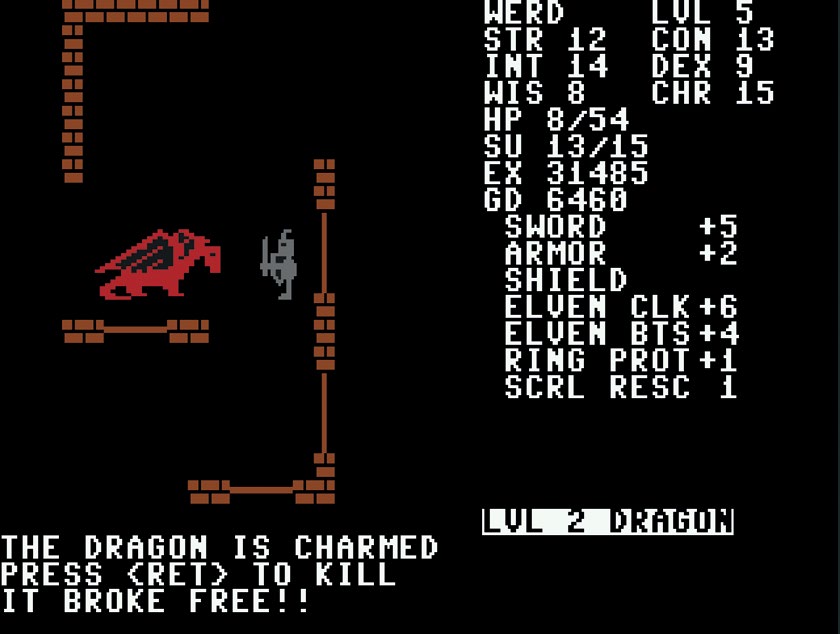 WERD LVL 5
STR 12 CON 13
INT 14 DEX 9
WIS 8 CHR 15
HP 8/54
SU 13/15
EX 31485
GD 6460
SWORD +5
ARMOR +2
SHIELD
ELVEN CLK+6
ELVEN BTS+4
RING PROT+1
SCRL RESC 1
LVL 2 DRAGON
THE DRAGON IS CHARMED
PRESS <RET> TO KILL
IT BROKE FREE!!